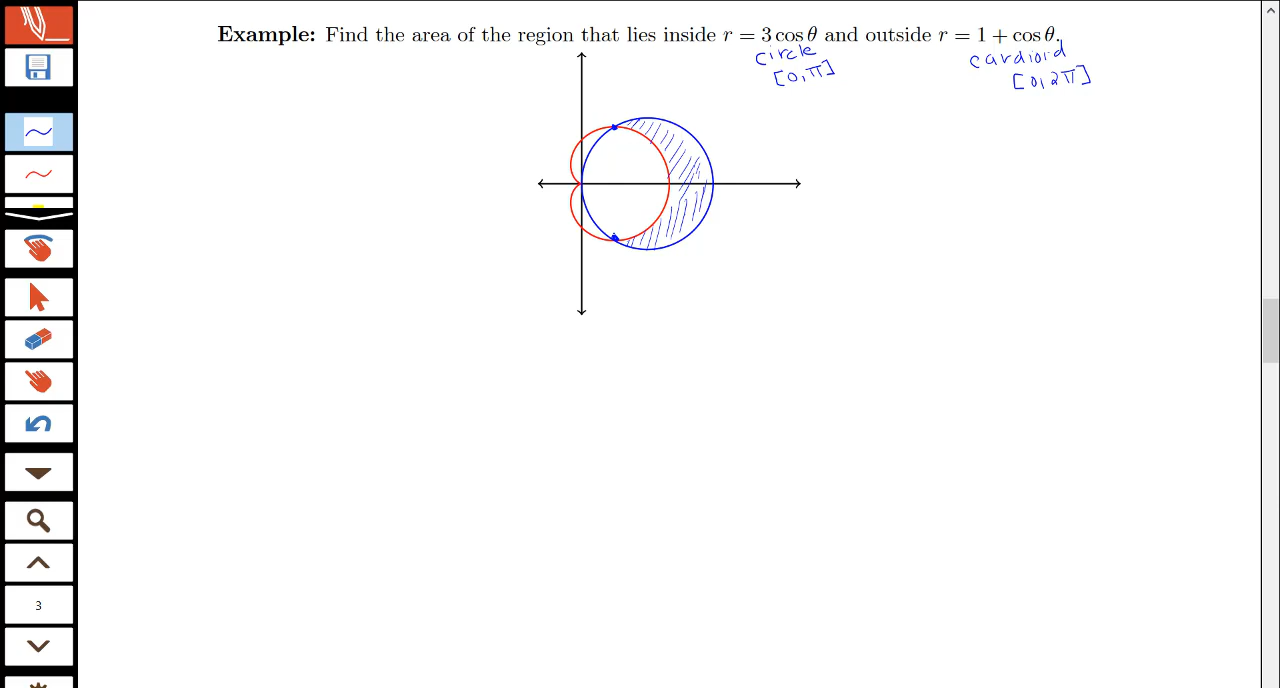 Example: Find the area of the region that lies inside r = 3 cos θ and outside r = 1 + cos θ.
circle
[0, π]
cardioid
[0, 2π]
3